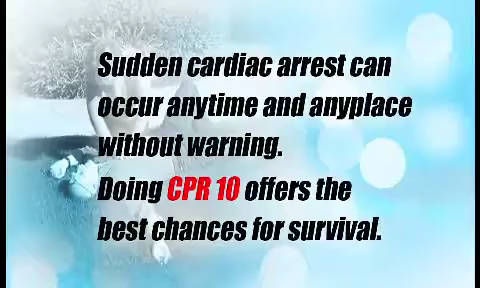 Sudden cardiac arrest can
occur anytime and anyplace
without warning.
Doing CPR 10 offers the
best chances for survival.